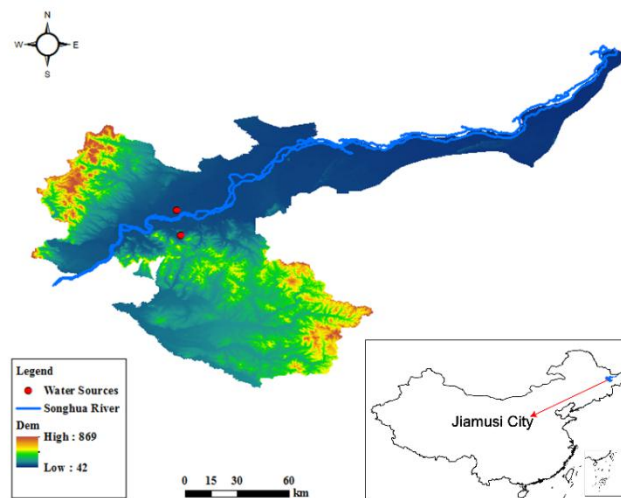 N
W E
S
Legend
Water Sources
Songhua River
Dem
High : 869
Low : 42
0 15 30 60
km
Jiamusi City